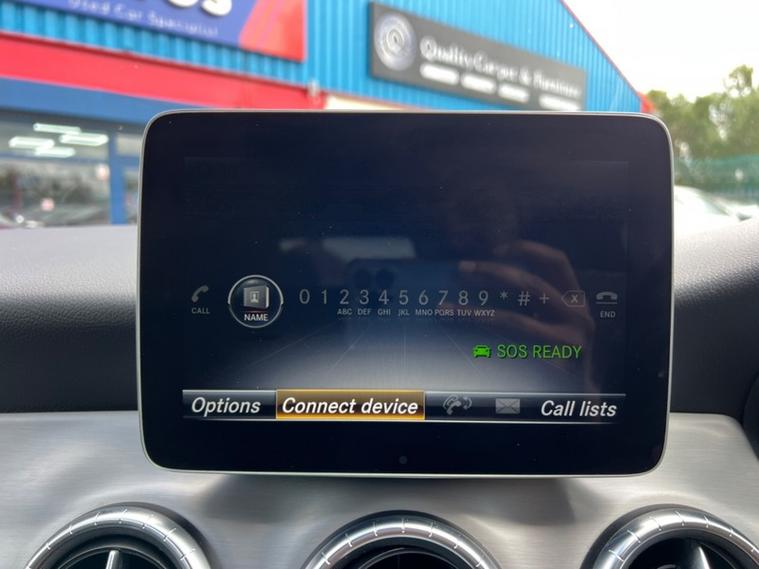 Used Car Specialist
Quality Carpet & Furniture
CALL
NAME
0 1 2 3 4 5 6 7 8 9 * # +
ABC DEF GHI JKL MNO PQRS TUV WXYZ
X
END
SOS READY
Options Connect device Call lists